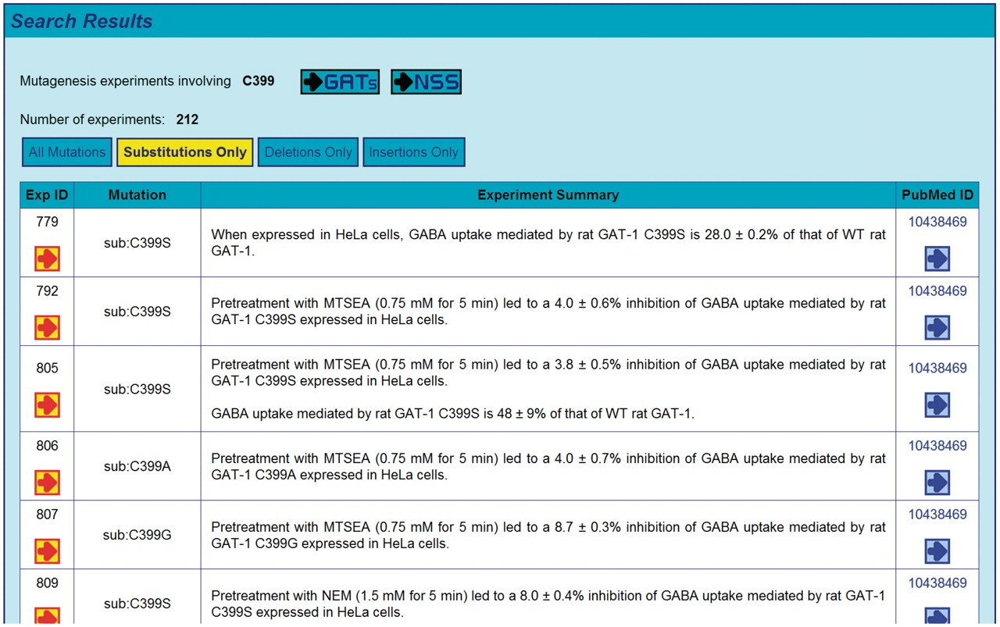 Search Results
Mutagenesis experiments involving C399 GATs NSS
Number of experiments: 212
All Mutations Substitutions Only Deletions Only Insertions Only
Exp ID Mutation Experiment Summary PubMed ID
779
sub:C399S
When expressed in HeLa cells, GABA uptake mediated by rat GAT-1 C399S is 28.0 ± 0.2% of that of WT rat
GAT-1.
10438469
792
sub:C399S
Pretreatment with MTSEA (0.75 mM for 5 min) led to a 4.0 ± 0.6% inhibition of GABA uptake mediated by rat
GAT-1 C399S expressed in HeLa cells.
10438469
805
sub:C399S
Pretreatment with MTSEA (0.75 mM for 5 min) led to a 3.8 ± 0.5% inhibition of GABA uptake mediated by rat
GAT-1 C399S expressed in HeLa cells.
GABA uptake mediated by rat GAT-1 C399S is 48 ± 9% of that of WT rat GAT-1.
10438469
806
sub:C399A
Pretreatment with MTSEA (0.75 mM for 5 min) led to a 4.0 ± 0.7% inhibition of GABA uptake mediated by rat
GAT-1 C399A expressed in HeLa cells.
10438469
807
sub:C399G
Pretreatment with MTSEA (0.75 mM for 5 min) led to a 8.7 ± 0.3% inhibition of GABA uptake mediated by rat
GAT-1 C399G expressed in HeLa cells.
10438469
809
sub:C399S
Pretreatment with NEM (1.5 mM for 5 min) led to a 8.0 ± 0.4% inhibition of GABA uptake mediated by rat GAT-1
C399S expressed in HeLa cells.
10438469